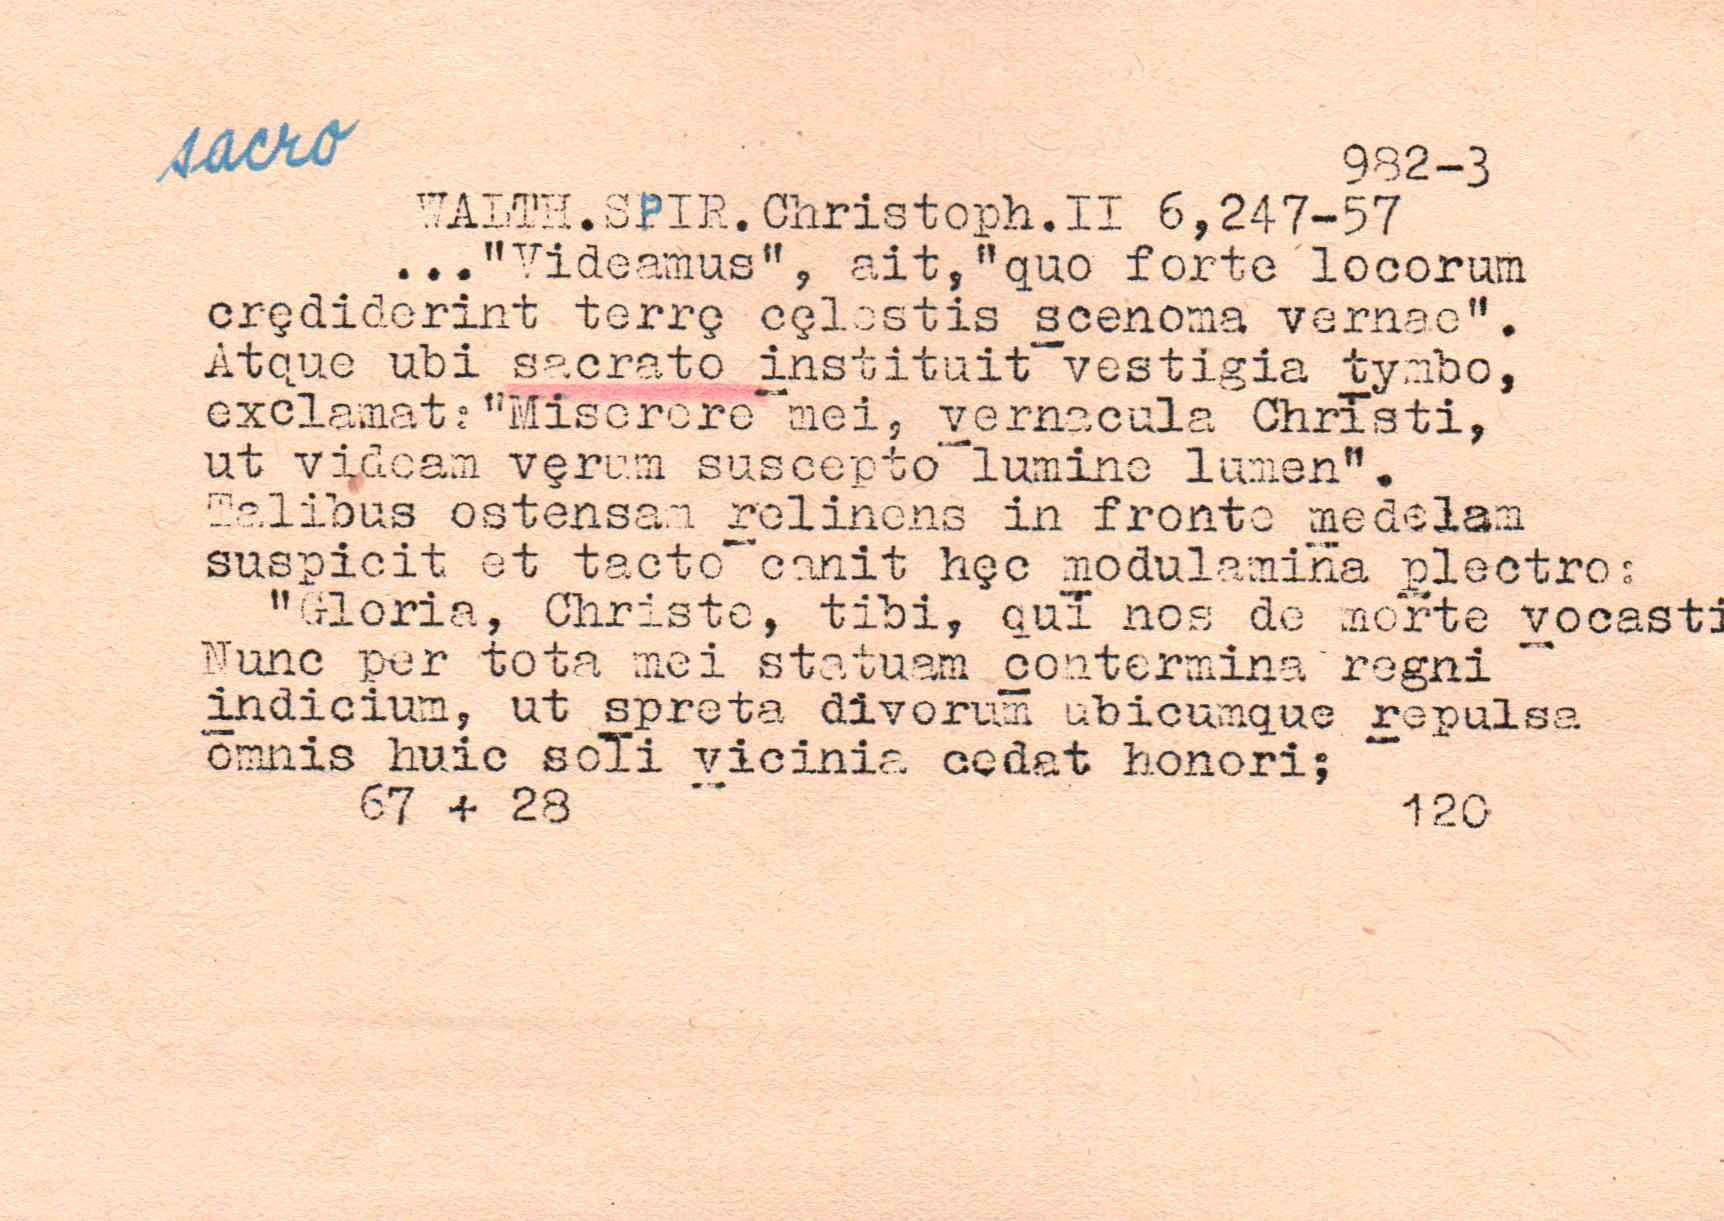 sacro
982-3
WALTH.SPIR.Christoph.II 6,247-57
..."Videamus", ait,"quo forte locorum
crędiderint terrę cęlestis scenoma vernae".
Atque ubi sacrato instituit vestigia tymbo,
exclamat:"Miserere mei, vernacula Christi,
ut videam vęrum suscepto lumine lumen".
Talibus ostensam relinens in fronte medelam
suspicit et tacto canit hęc modulamina plectro:
"Gloria, Christe, tibi, qui nos de morte vocasti
Nunc per tota mei statuam contermina regni
indicium, ut spreta divorum ubicumque repulsa
omnis huic soli vicinia cedat honori;
67 + 28 120